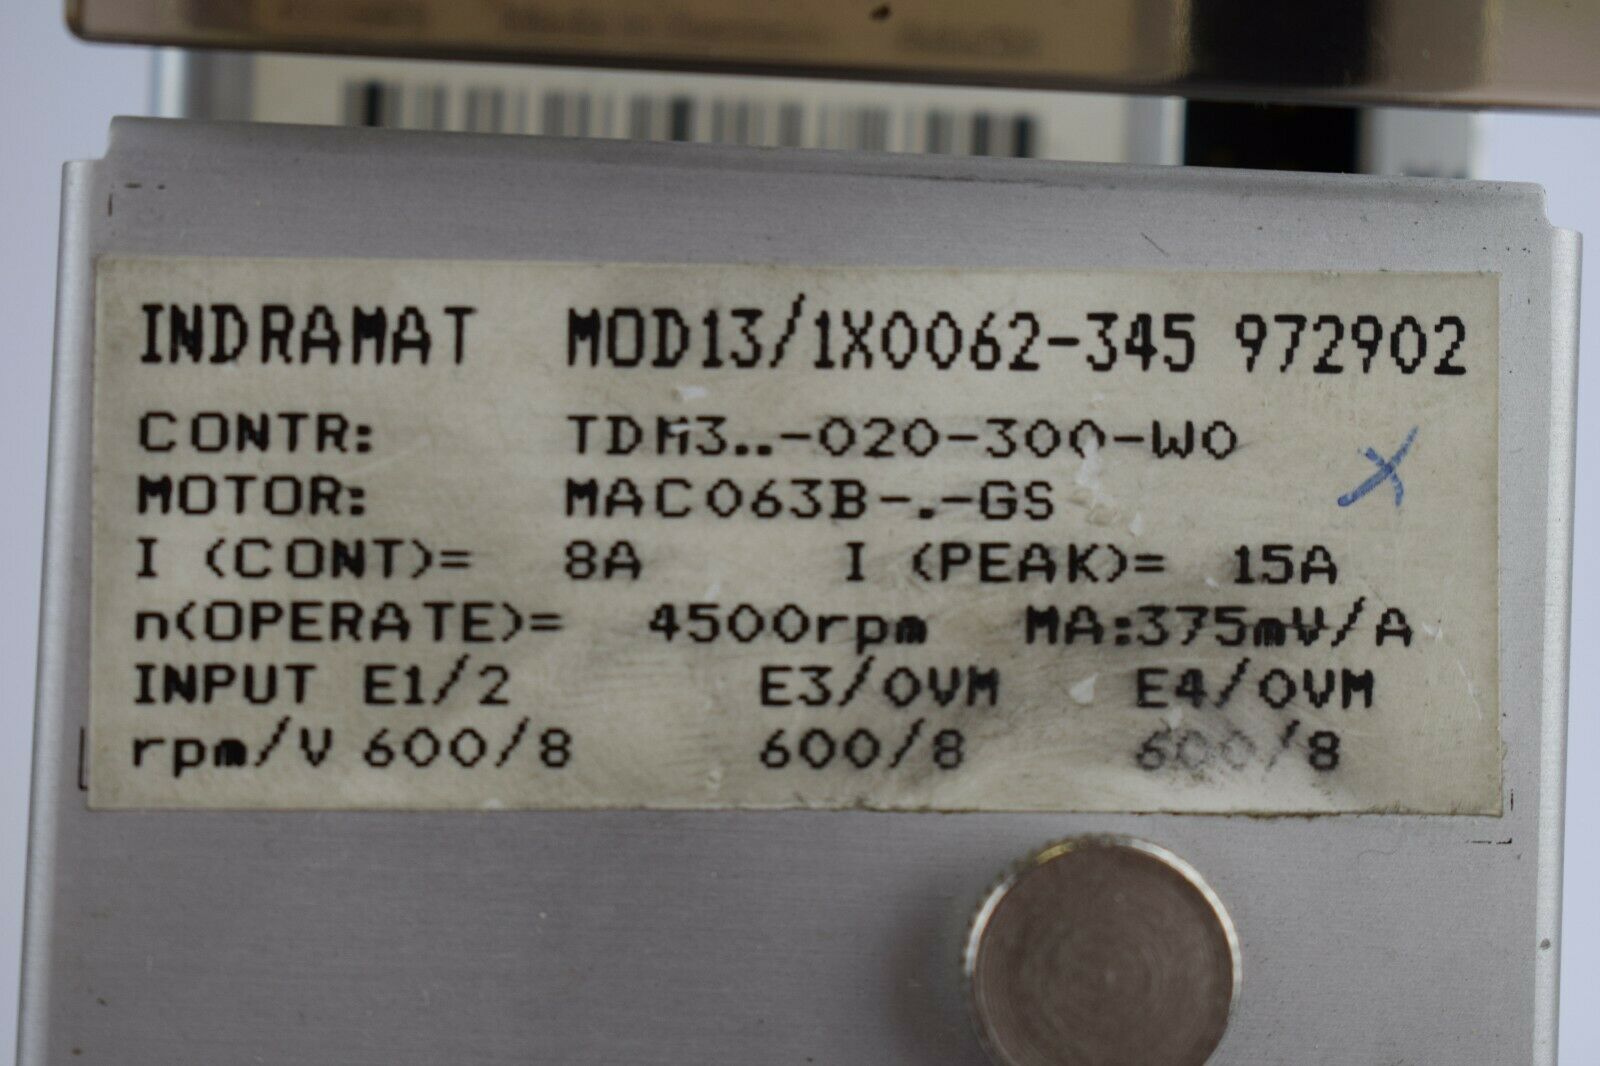 INDRAMAT MOD13/1X0062-345 972902
CONTR: TDM3..-020-300-W0
MOTOR: MAC063B-.-GS
I (CONT)= 8A I (PEAK)= 15A
n(OPERATE)= 4500rpm MA:375mV/A
INPUT E1/2 E3/0VM E4/0VM
rpm/V 600/8 600/8 600/8